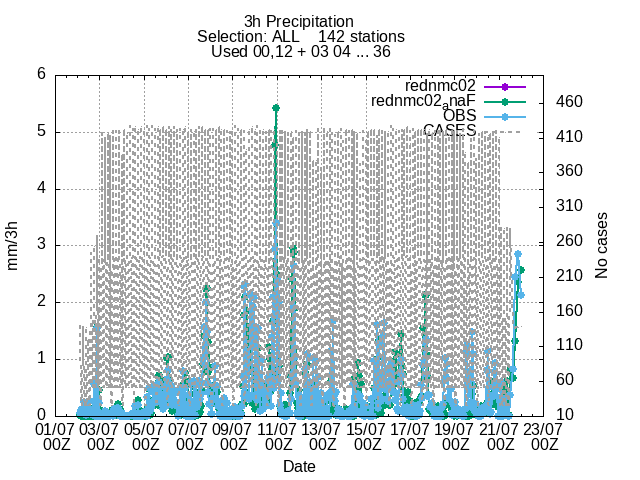 3h Precipitation
Selection: ALL 142 stations
Used 00,12 + 03 04 ... 36
rednmc02
rednmc02anaF
OBS
CASES
mm/3h
6
5
4
3
2
1
0
No cases
460
410
360
310
260
210
160
110
60
10
01/07 03/07 05/07 07/07 09/07 11/07 13/07 15/07 17/07 19/07 21/07 23/07
00Z 00Z 00Z 00Z 00Z 00Z 00Z 00Z 00Z 00Z 00Z 00Z
Date